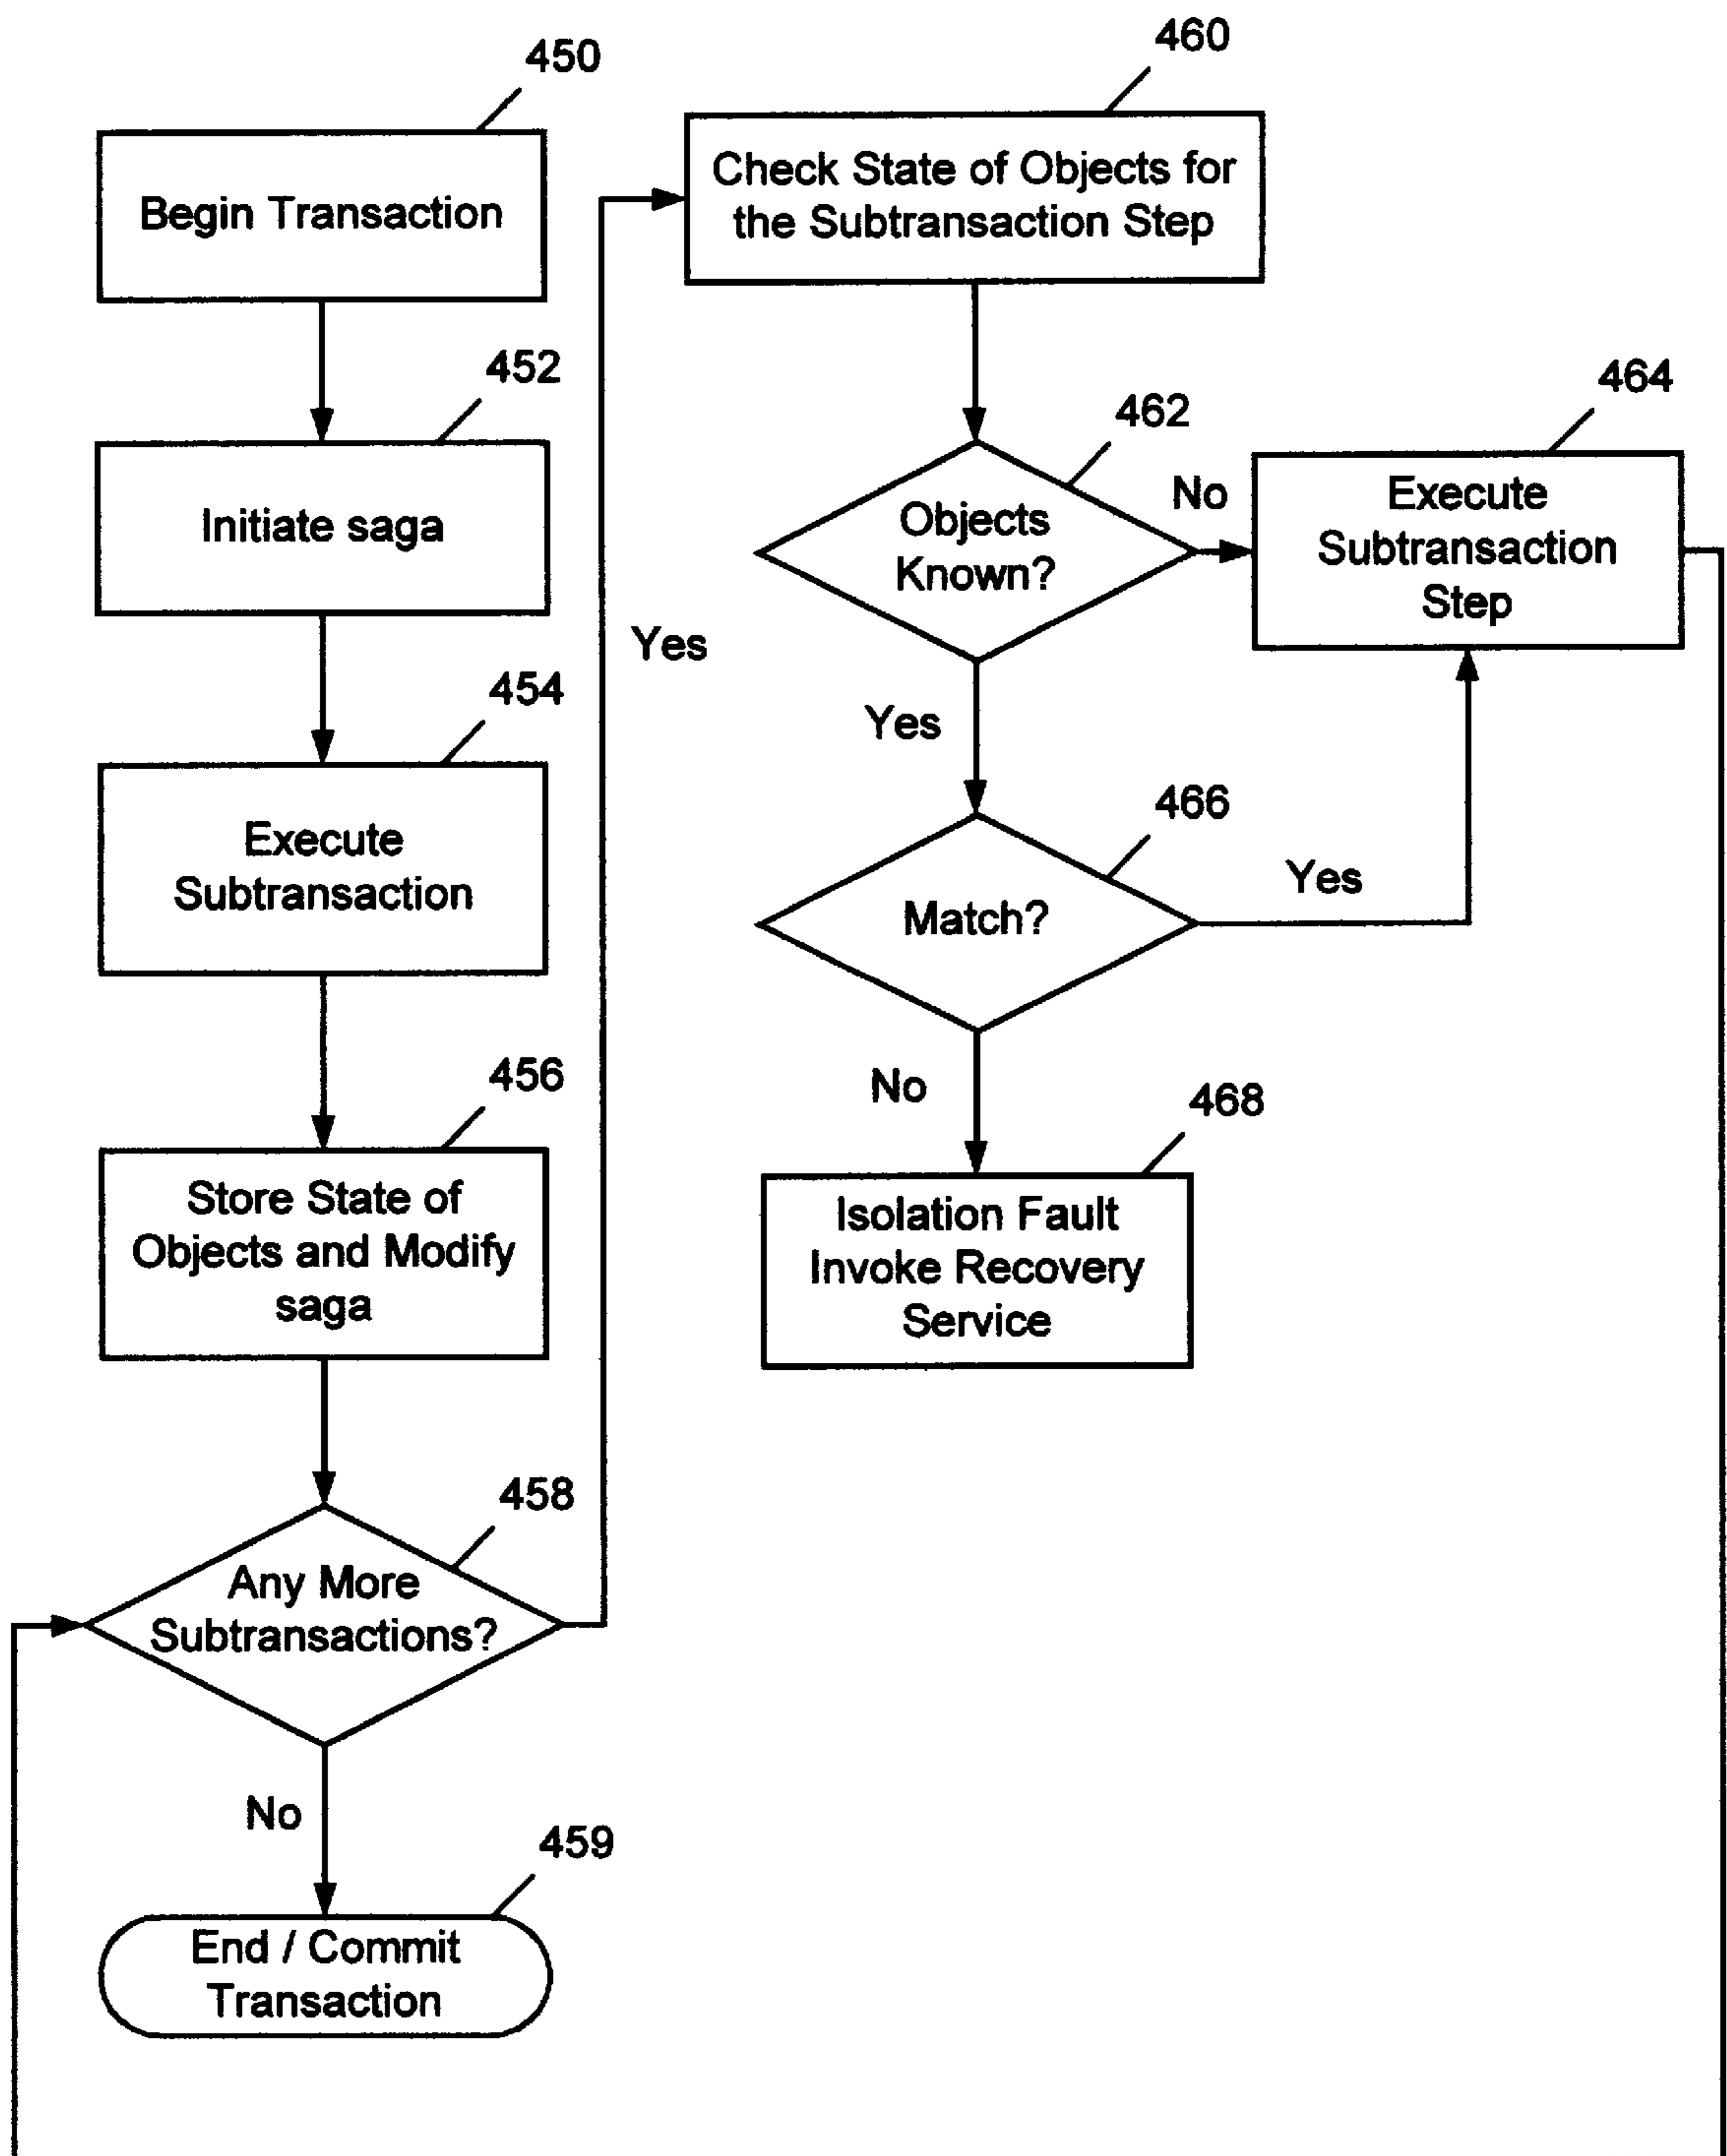 450
Begin Transaction
452
Initiate saga
454
Execute
Subtransaction
456
Store State of
Objects and Modify
saga
458
Any More
Subtransactions?
Yes
No
459
End / Commit
Transaction
460
Check State of Objects for
the Subtransaction Step
462
Objects
Known?
No
Yes
464
Execute
Subtransaction
Step
466
Match?
Yes
No
468
Isolation Fault
Invoke Recovery
Service